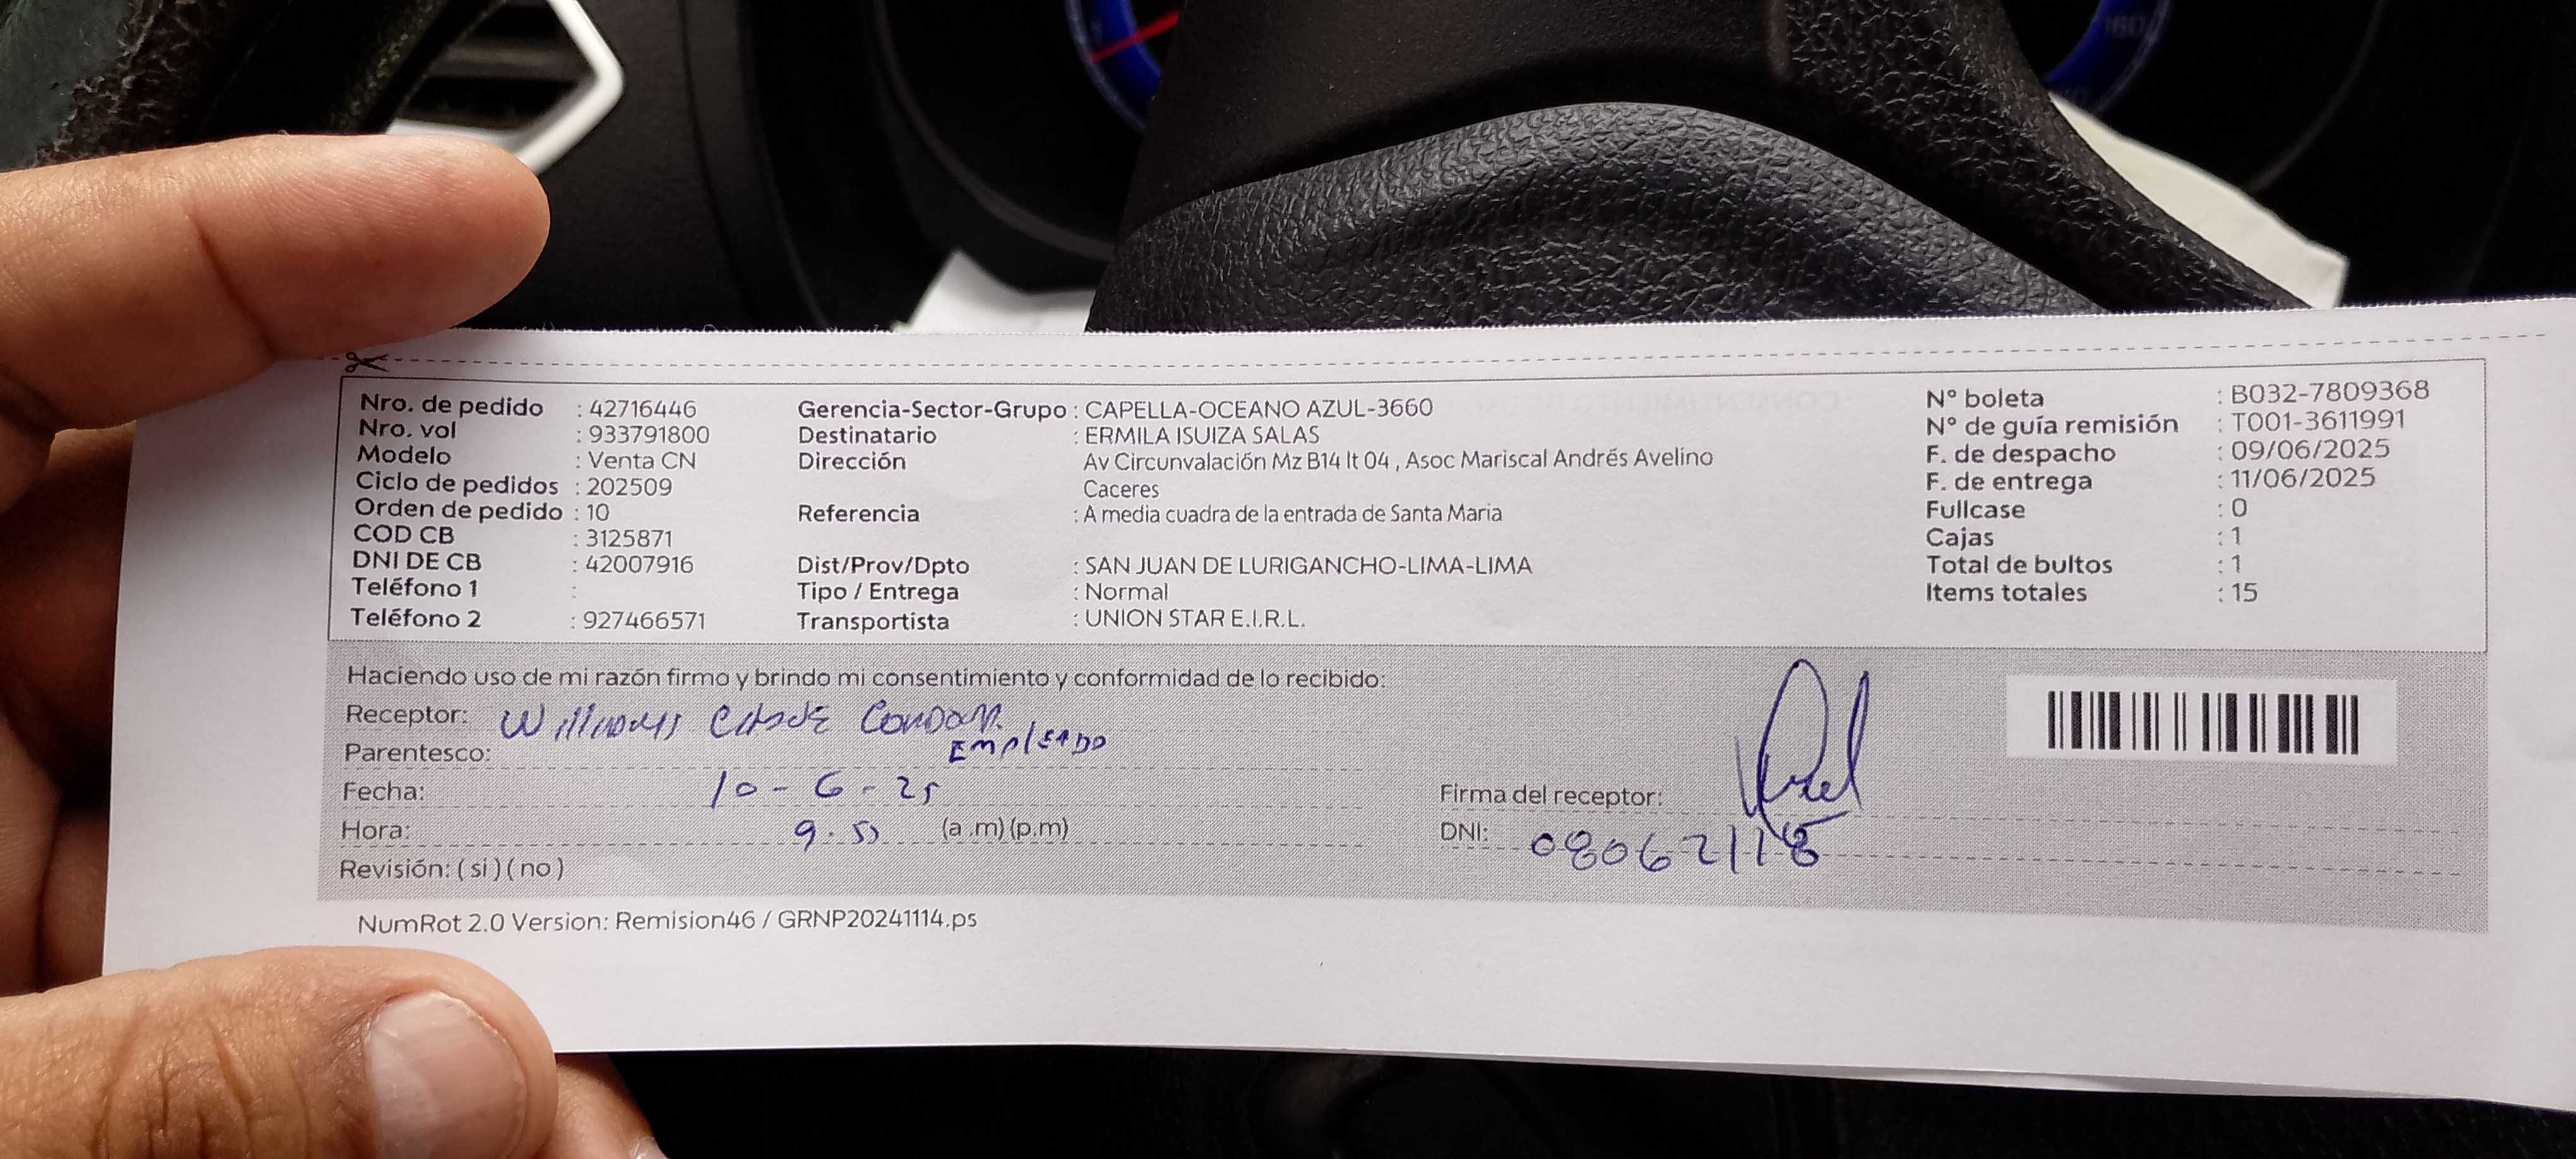 Nro. de pedido : 42716446
Nro. vol : 933791800
Modelo : Venta CN
Ciclo de pedidos : 202509
Orden de pedido : 10
COD CB : 3125871
DNI DE CB : 42007916
Teléfono 1 :
Teléfono 2 : 927466571
Gerencia-Sector-Grupo : CAPELLA-OCEANO AZUL-3660
Destinatario : ERMILA ISUIZA SALAS
Dirección Av Circunvalación Mz B14 lt 04 , Asoc Mariscal Andrés Avelino
Caceres
Referencia : A media cuadra de la entrada de Santa Maria
Dist/Prov/Dpto : SAN JUAN DE LURIGANCHO-LIMA-LIMA
Tipo / Entrega : Normal
Transportista : UNION STAR E.I.R.L.
N° boleta : B032-7809368
N° de guía remisión : T001-3611991
F. de despacho : 09/06/2025
F. de entrega : 11/06/2025
Fullcase : 0
Cajas : 1
Total de bultos : 1
Items totales : 15
Haciendo uso de mi razón firmo y brindo mi consentimiento y conformidad de lo recibido:
Receptor:
Parentesco: EMPLEADO
Fecha: 10-6-25
Hora: (a .m) (p.m)
Revisión: ( si ) ( no )
Firma del receptor:
DNI: 08062118
NumRot 2.0 Version: Remision46 / GRNP20241114.ps